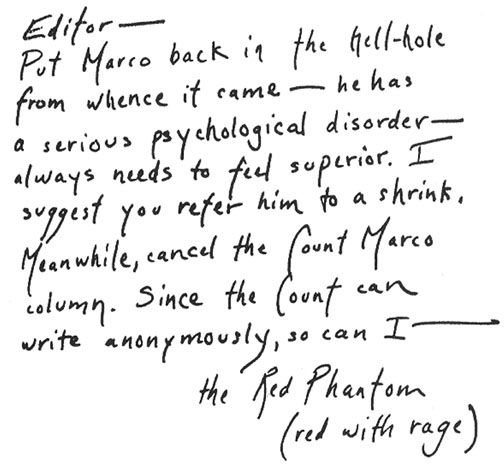 Editor —
Put Marco back in the hell-hole
from whence it came — he has
a serious psychological disorder —
always needs to feel superior. I
suggest you refer him to a shrink.
Meanwhile, cancel the Count Marco
column. Since the Count can
write anonymously, so can I —
the Red Phantom
(red with rage)